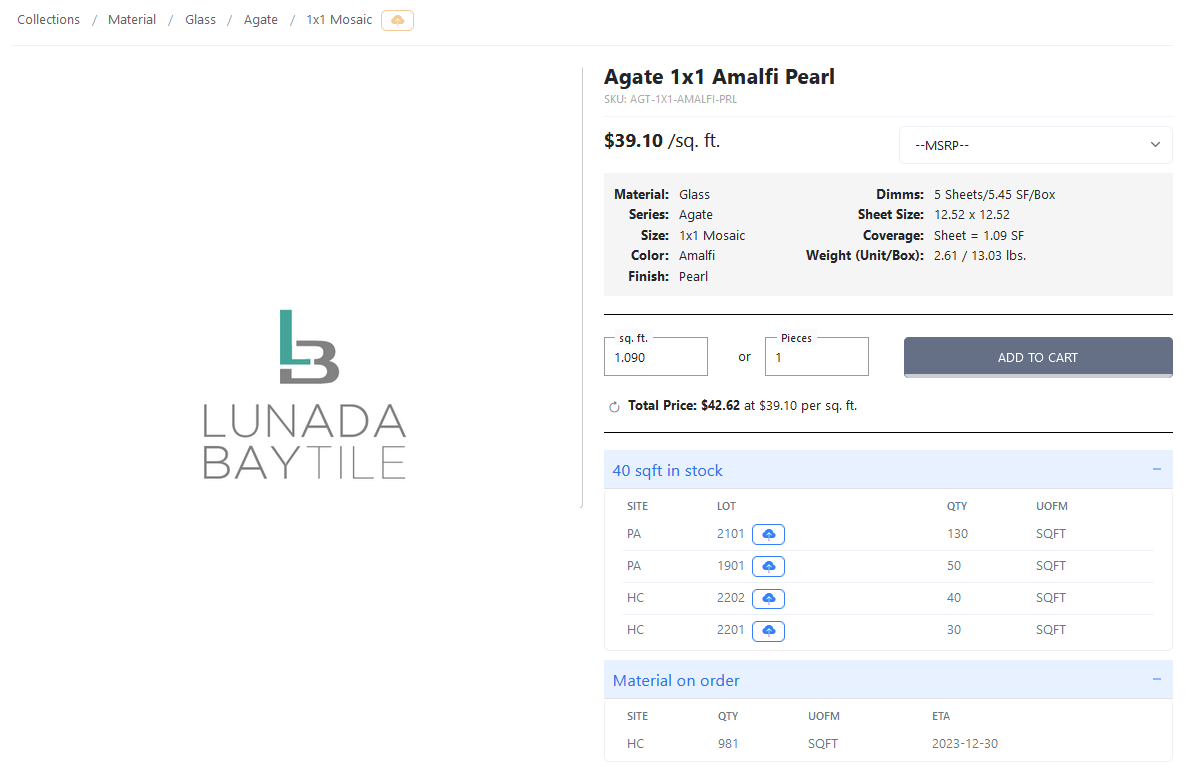 Collections / Material / Glass / Agate / 1x1 Mosaic
LUNADA
BAYTILE
Agate 1x1 Amalfi Pearl
SKU: AGT-1X1-AMALFI-PRL
$39.10 /sq. ft.
--MSRP--
Material: Glass
Series: Agate
Size: 1x1 Mosaic
Color: Amalfi
Finish: Pearl
Dimms: 5 Sheets/5.45 SF/Box
Sheet Size: 12.52 x 12.52
Coverage: Sheet = 1.09 SF
Weight (Unit/Box): 2.61 / 13.03 lbs.
sq. ft.
1.090
or
Pieces
1
ADD TO CART
Total Price: $42.62 at $39.10 per sq. ft.
40 sqft in stock
SITE LOT QTY UOFM
PA 2101 130 SQFT
PA 1901 50 SQFT
HC 2202 40 SQFT
HC 2201 30 SQFT
Material on order
SITE QTY UOFM ETA
HC 981 SQFT 2023-12-30